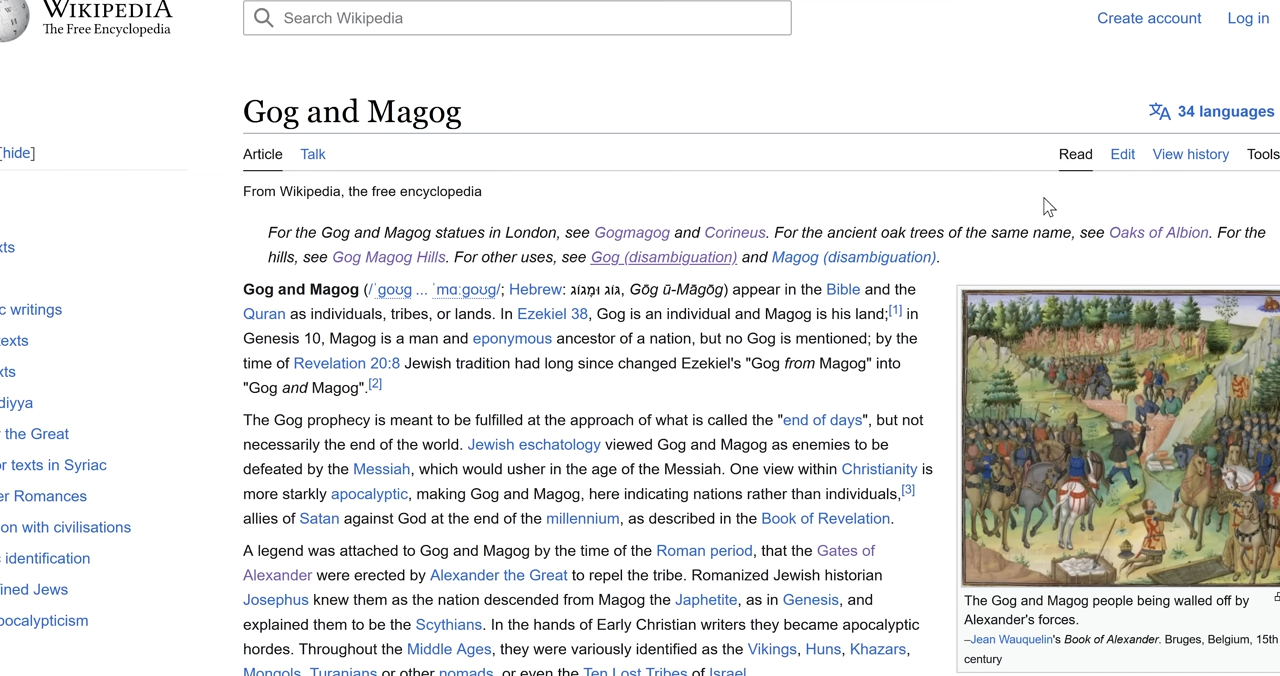 WIKIPEDIA
The Free Encyclopedia
Search Wikipedia
Create account
Log in
Gog and Magog
34 languages
[hide]
Article Talk
Read Edit View history Tools
From Wikipedia, the free encyclopedia
For the Gog and Magog statues in London, see Gogmagog and Corineus. For the ancient oak trees of the same name, see Oaks of Albion. For the
hills, see Gog Magog Hills. For other uses, see Gog (disambiguation) and Magog (disambiguation).
Gog and Magog (/ˈɡoʊɡ ... ˈmɑːɡoʊɡ/; Hebrew: גּוֹג וּמָגוֹג, Gōg ū-Māgōg) appear in the Bible and the
Quran as individuals, tribes, or lands. In Ezekiel 38, Gog is an individual and Magog is his land;[1] in
Genesis 10, Magog is a man and eponymous ancestor of a nation, but no Gog is mentioned; by the
time of Revelation 20:8 Jewish tradition had long since changed Ezekiel's "Gog from Magog" into
"Gog and Magog".[2]
The Gog prophecy is meant to be fulfilled at the approach of what is called the "end of days", but not
necessarily the end of the world. Jewish eschatology viewed Gog and Magog as enemies to be
defeated by the Messiah, which would usher in the age of the Messiah. One view within Christianity is
more starkly apocalyptic, making Gog and Magog, here indicating nations rather than individuals,[3]
allies of Satan against God at the end of the millennium, as described in the Book of Revelation.
A legend was attached to Gog and Magog by the time of the Roman period, that the Gates of
Alexander were erected by Alexander the Great to repel the tribe. Romanized Jewish historian
Josephus knew them as the nation descended from Magog the Japhetite, as in Genesis, and
explained them to be the Scythians. In the hands of Early Christian writers they became apocalyptic
hordes. Throughout the Middle Ages, they were variously identified as the Vikings, Huns, Khazars,
Mongols, Turanians or other nomads, or even the Ten Lost Tribes of Israel.
xts
c writings
exts
xts
diyya
the Great
or texts in Syriac
er Romances
on with civilisations
identification
ined Jews
pocalypticism
The Gog and Magog people being walled off by
Alexander's forces.
–Jean Wauquelin's Book of Alexander. Bruges, Belgium, 15th
century